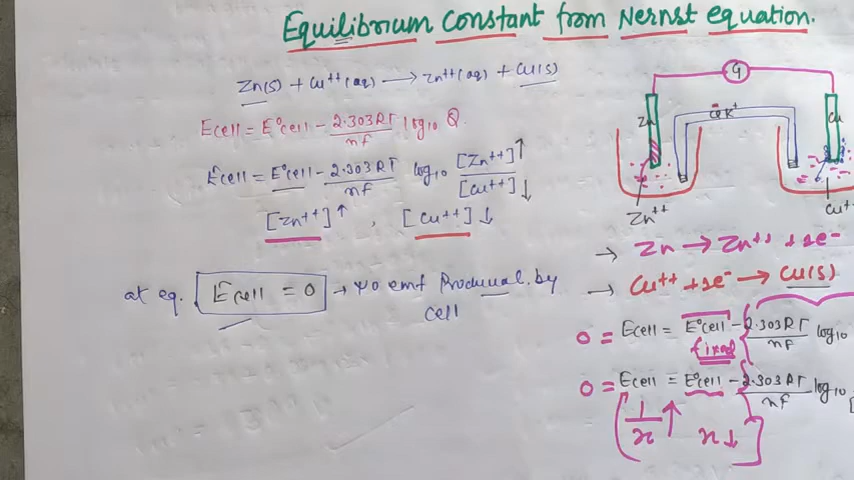 Equilibrium Constant from Nernst equation.
Zn(s) + Cu++(aq) → Zn++(aq) + Cu(s)
Ecell = E°cell - 2.303RT/nF log10 Q
Ecell = E°cell - 2.303RT/nF log10 [Zn++]↑/[Cu++]↓
[Zn++]↑ , [Cu++]↓
at eq. Ecell = 0 → no emf Produced by
cell
G
Zn
Cu
Zn++
Cu++
→ Zn → Zn++ + 2e-
→ Cu++ + 2e- → Cu(s)
0 = Ecell = E°cell - 2.303RT/nF log10
fixed
0 = Ecell = E°cell - 2.303RT/nF log10
1/x ↑ x↓